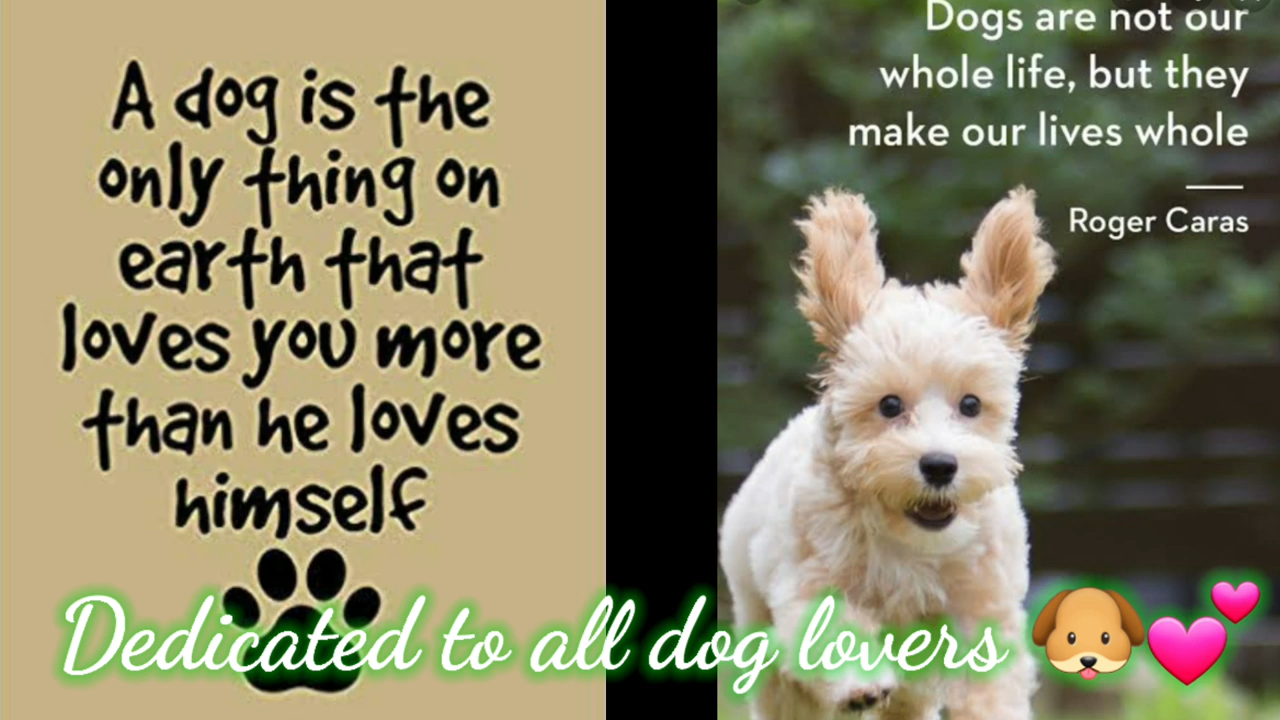 A dog is the
only thing on
earth that
loves you more
than he loves
himself
Dogs are not our
whole life, but they
make our lives whole
Roger Caras
Dedicated to all dog lovers 🐶💕